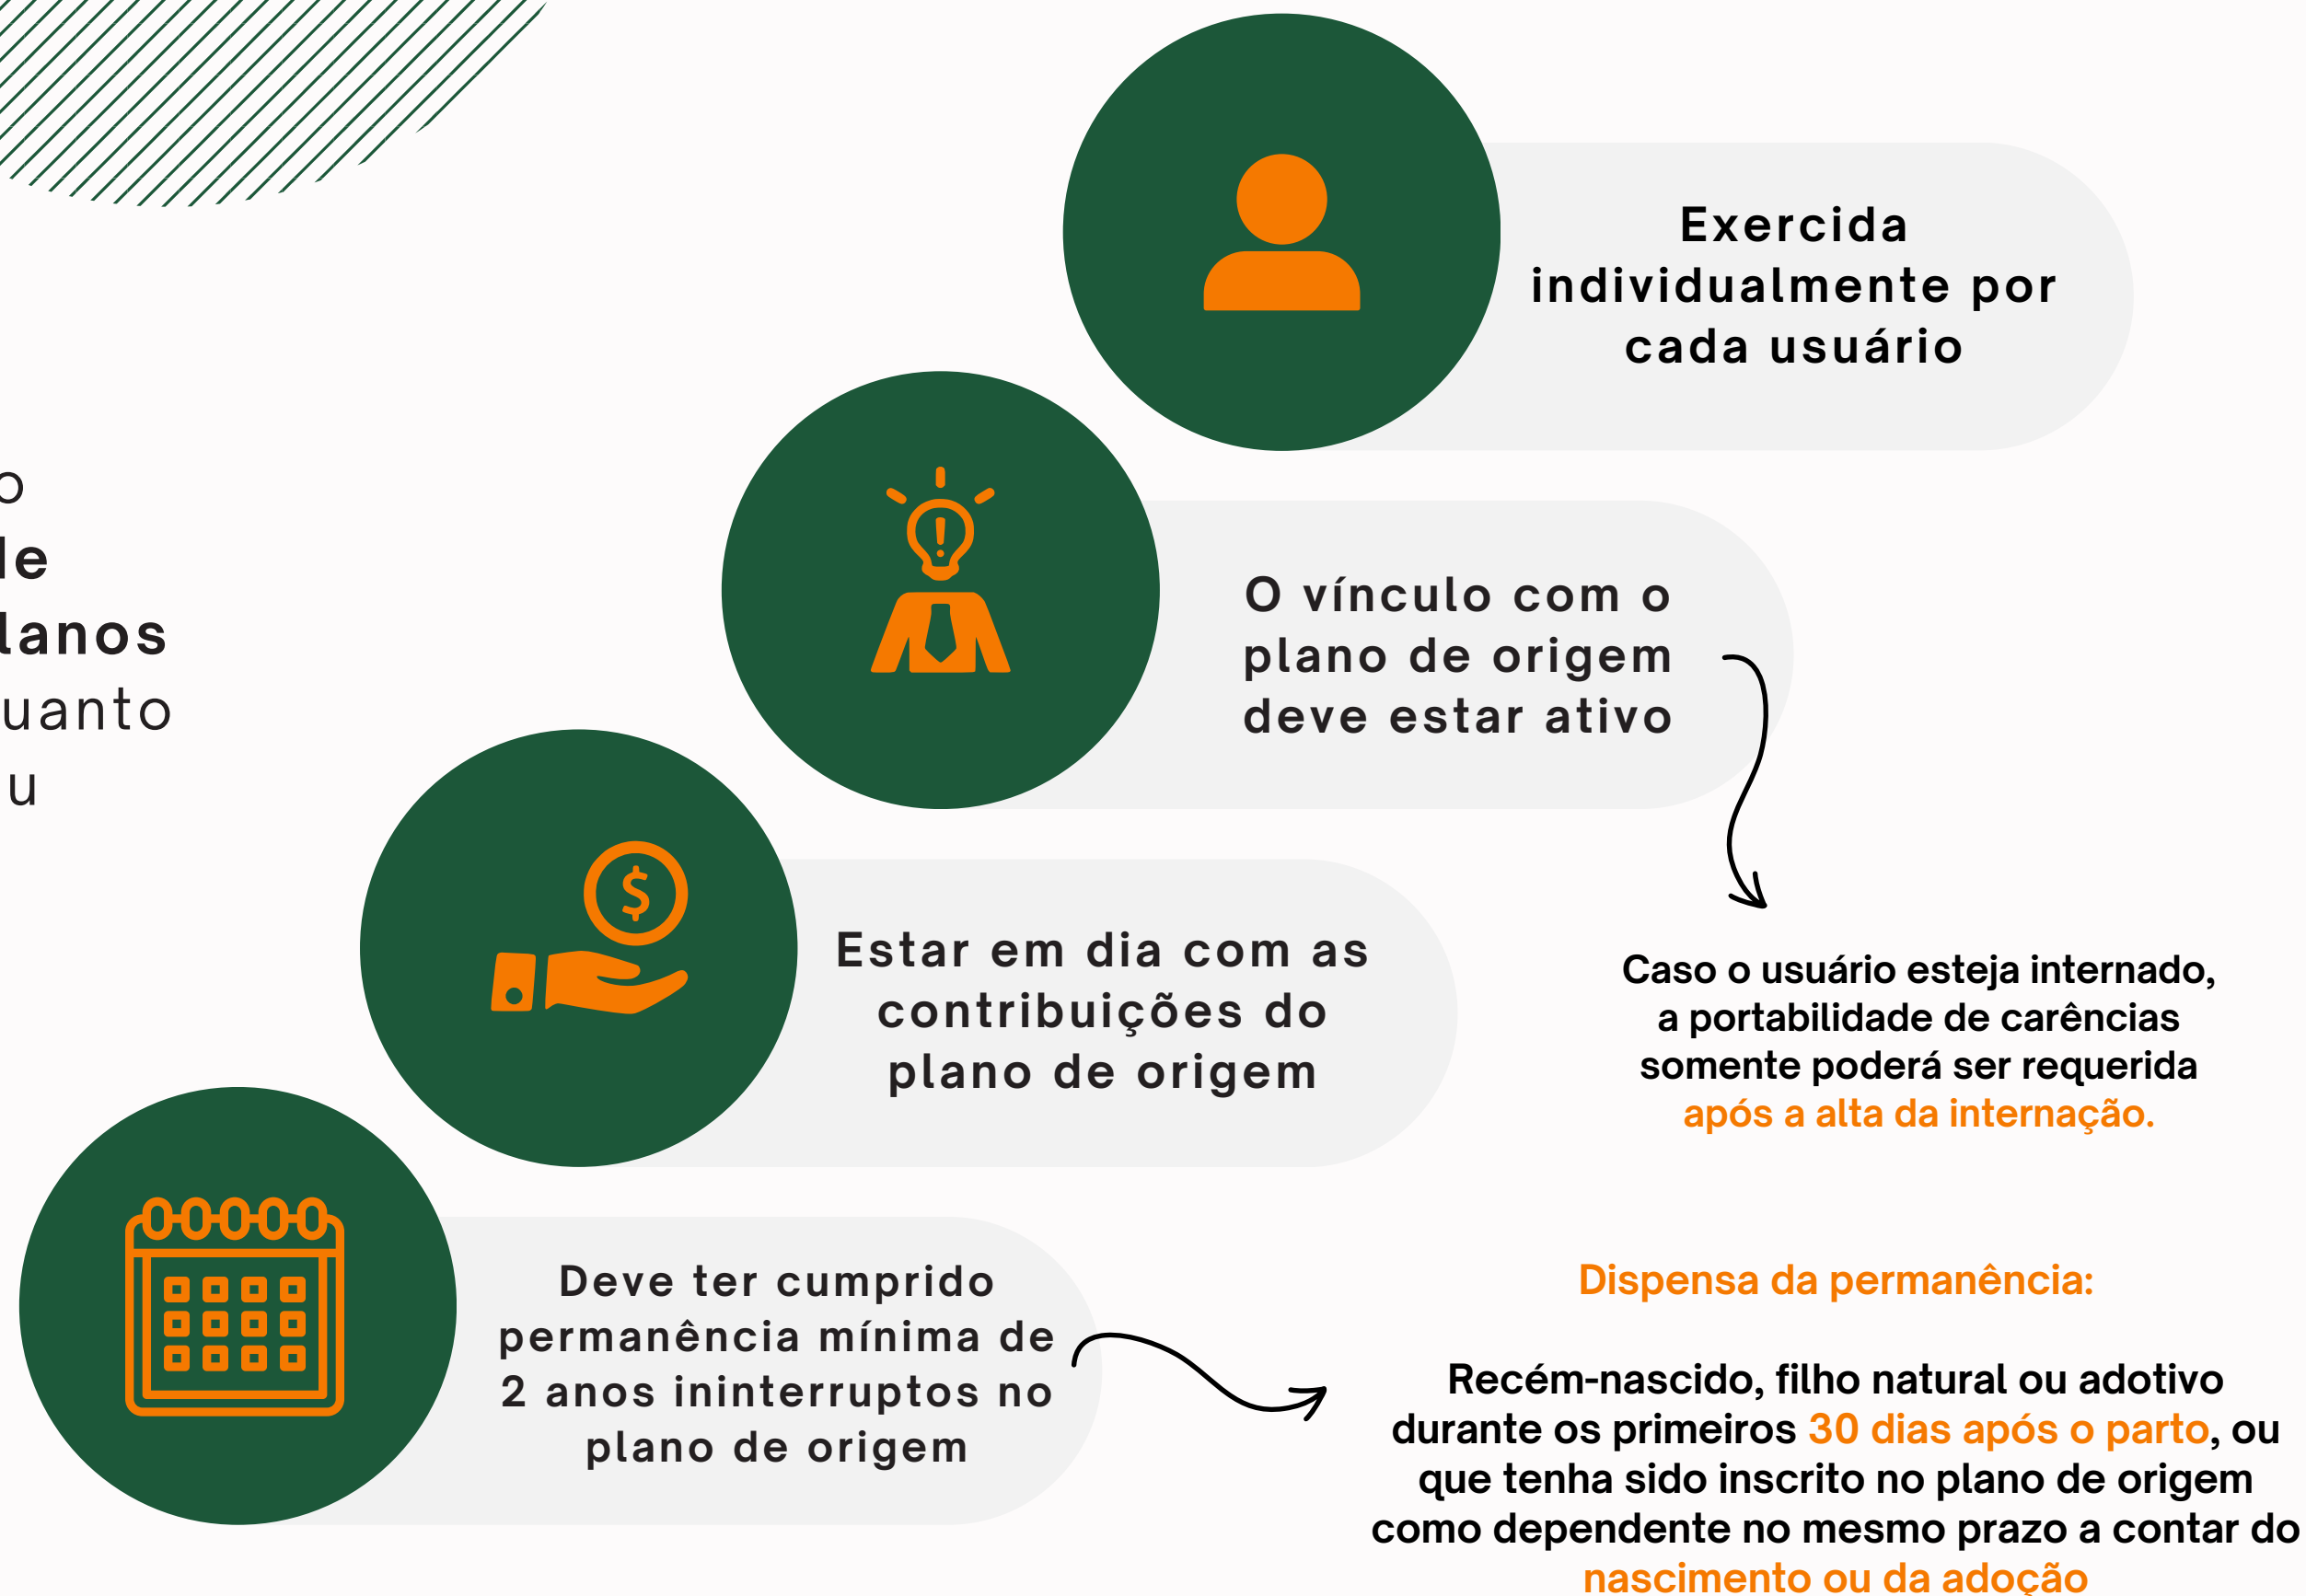 Exercida
individualmente por
cada usuário
O vínculo com o
plano de origem
deve estar ativo
Estar em dia com as
contribuições do
plano de origem
Caso o usuário esteja internado,
a portabilidade de carências
somente poderá ser requerida
após a alta da internação.
Deve ter cumprido
permanência mínima de
2 anos ininterruptos no
plano de origem
Dispensa da permanência:
Recém-nascido, filho natural ou adotivo
durante os primeiros 30 dias após o parto, ou
que tenha sido inscrito no plano de origem
como dependente no mesmo prazo a contar do
nascimento ou da adoção